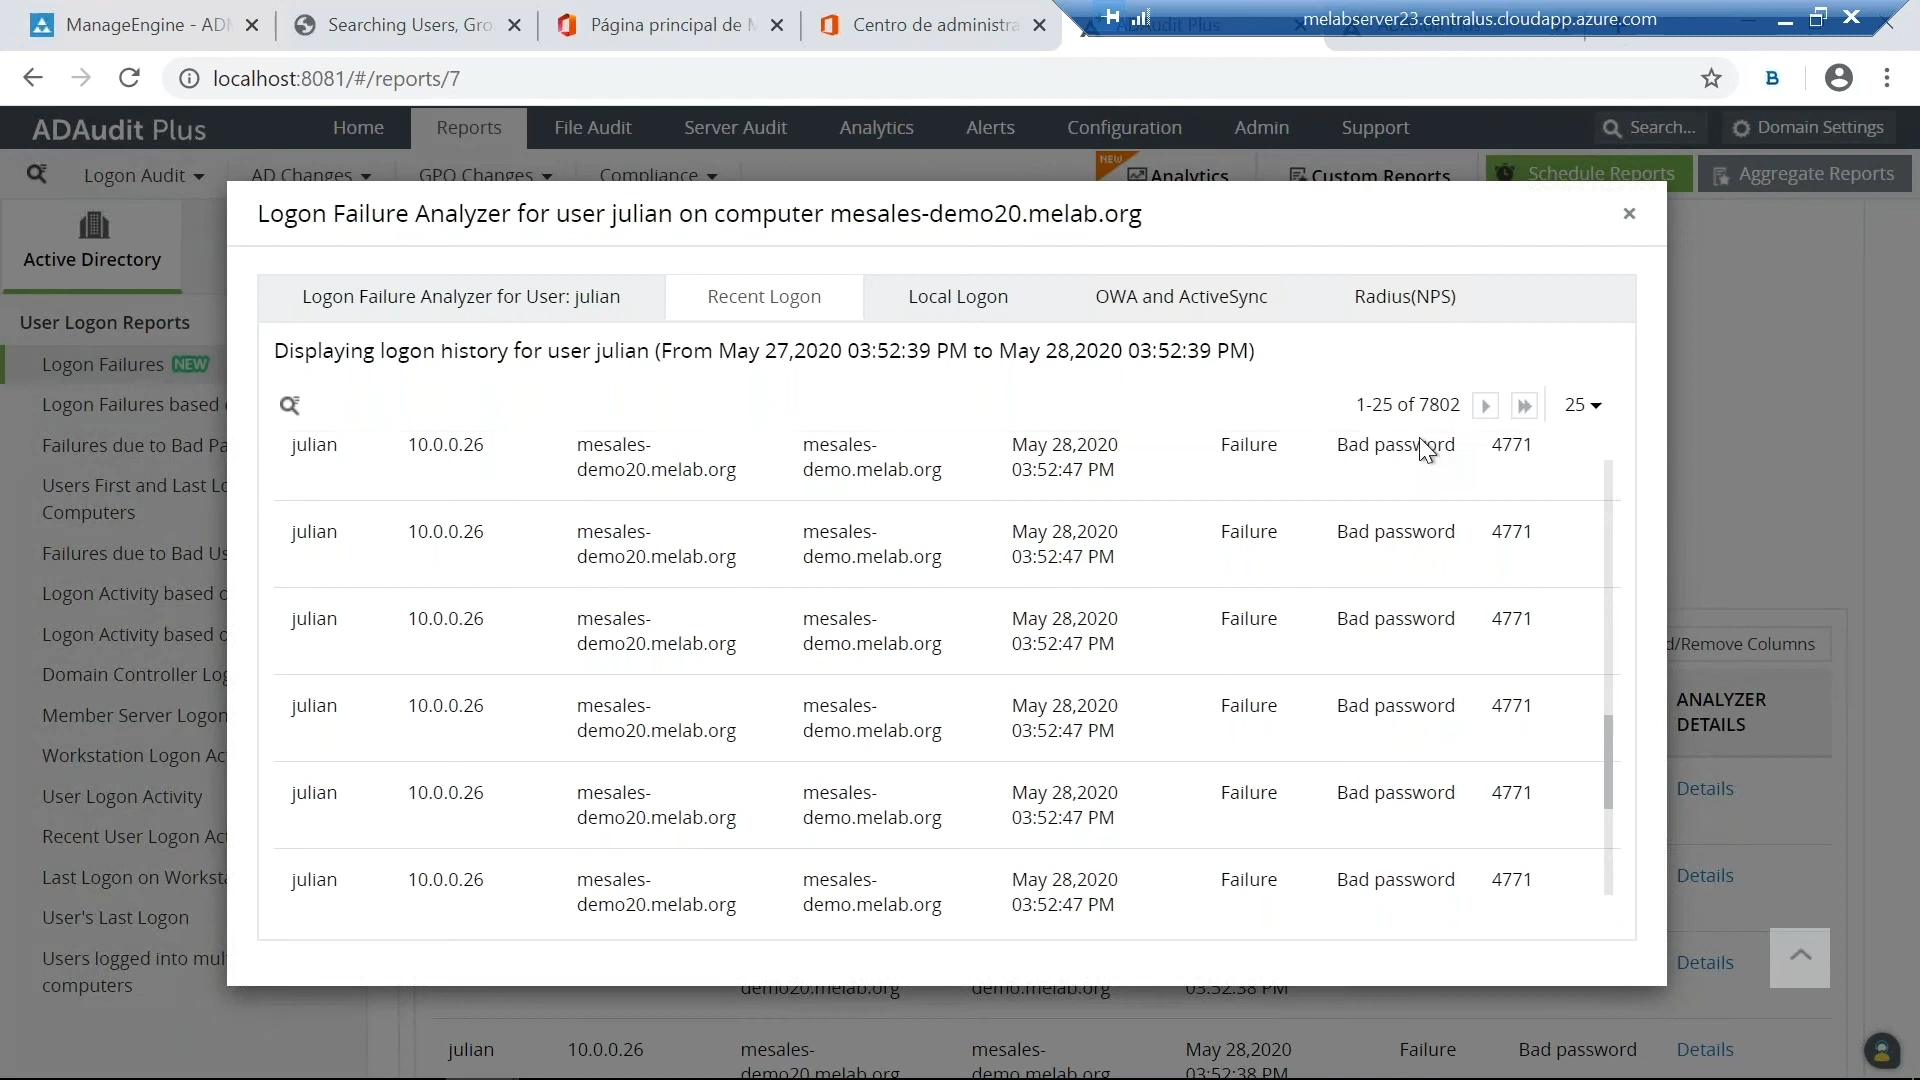 ManageEngine - AD
Searching Users, Gro
Página principal de M
Centro de administra
ADAudit Plus
melabserver23.centralus.cloudapp.azure.com
localhost:8081/#/reports/7
B
ADAudit Plus
Home
Reports
File Audit
Server Audit
Analytics
Alerts
Configuration
Admin
Support
Search...
Domain Settings
Logon Audit
AD Changes
GPO Changes
Compliance
NEW
Analytics
Custom Reports
Schedule Reports
Aggregate Reports
Active Directory
User Logon Reports
Logon Failures NEW
Logon Failures based
Failures due to Bad Pa
Users First and Last Lo
Computers
Failures due to Bad Us
Logon Activity based o
Logon Activity based o
Domain Controller Log
Member Server Logon
Workstation Logon Ac
User Logon Activity
Recent User Logon Act
Last Logon on Worksta
User's Last Logon
Users logged into mul
computers
Logon Failure Analyzer for user julian on computer mesales-demo20.melab.org
Logon Failure Analyzer for User: julian
Recent Logon
Local Logon
OWA and ActiveSync
Radius(NPS)
Displaying logon history for user julian (From May 27,2020 03:52:39 PM to May 28,2020 03:52:39 PM)
1-25 of 7802
25
julian 10.0.0.26 mesales- mesales- May 28,2020 Failure Bad password 4771
demo20.melab.org demo.melab.org 03:52:47 PM
julian 10.0.0.26 mesales- mesales- May 28,2020 Failure Bad password 4771
demo20.melab.org demo.melab.org 03:52:47 PM
julian 10.0.0.26 mesales- mesales- May 28,2020 Failure Bad password 4771
demo20.melab.org demo.melab.org 03:52:47 PM
julian 10.0.0.26 mesales- mesales- May 28,2020 Failure Bad password 4771
demo20.melab.org demo.melab.org 03:52:47 PM
julian 10.0.0.26 mesales- mesales- May 28,2020 Failure Bad password 4771
demo20.melab.org demo.melab.org 03:52:47 PM
julian 10.0.0.26 mesales- mesales- May 28,2020 Failure Bad password 4771
demo20.melab.org demo.melab.org 03:52:47 PM
d/Remove Columns
ANALYZER
DETAILS
Details
Details
Details
demo20.melab.org demo.melab.org 03:52:38 PM
julian 10.0.0.26 mesales- mesales- May 28,2020 Failure Bad password Details
demo20.melab.org demo.melab.org 03:52:38 PM